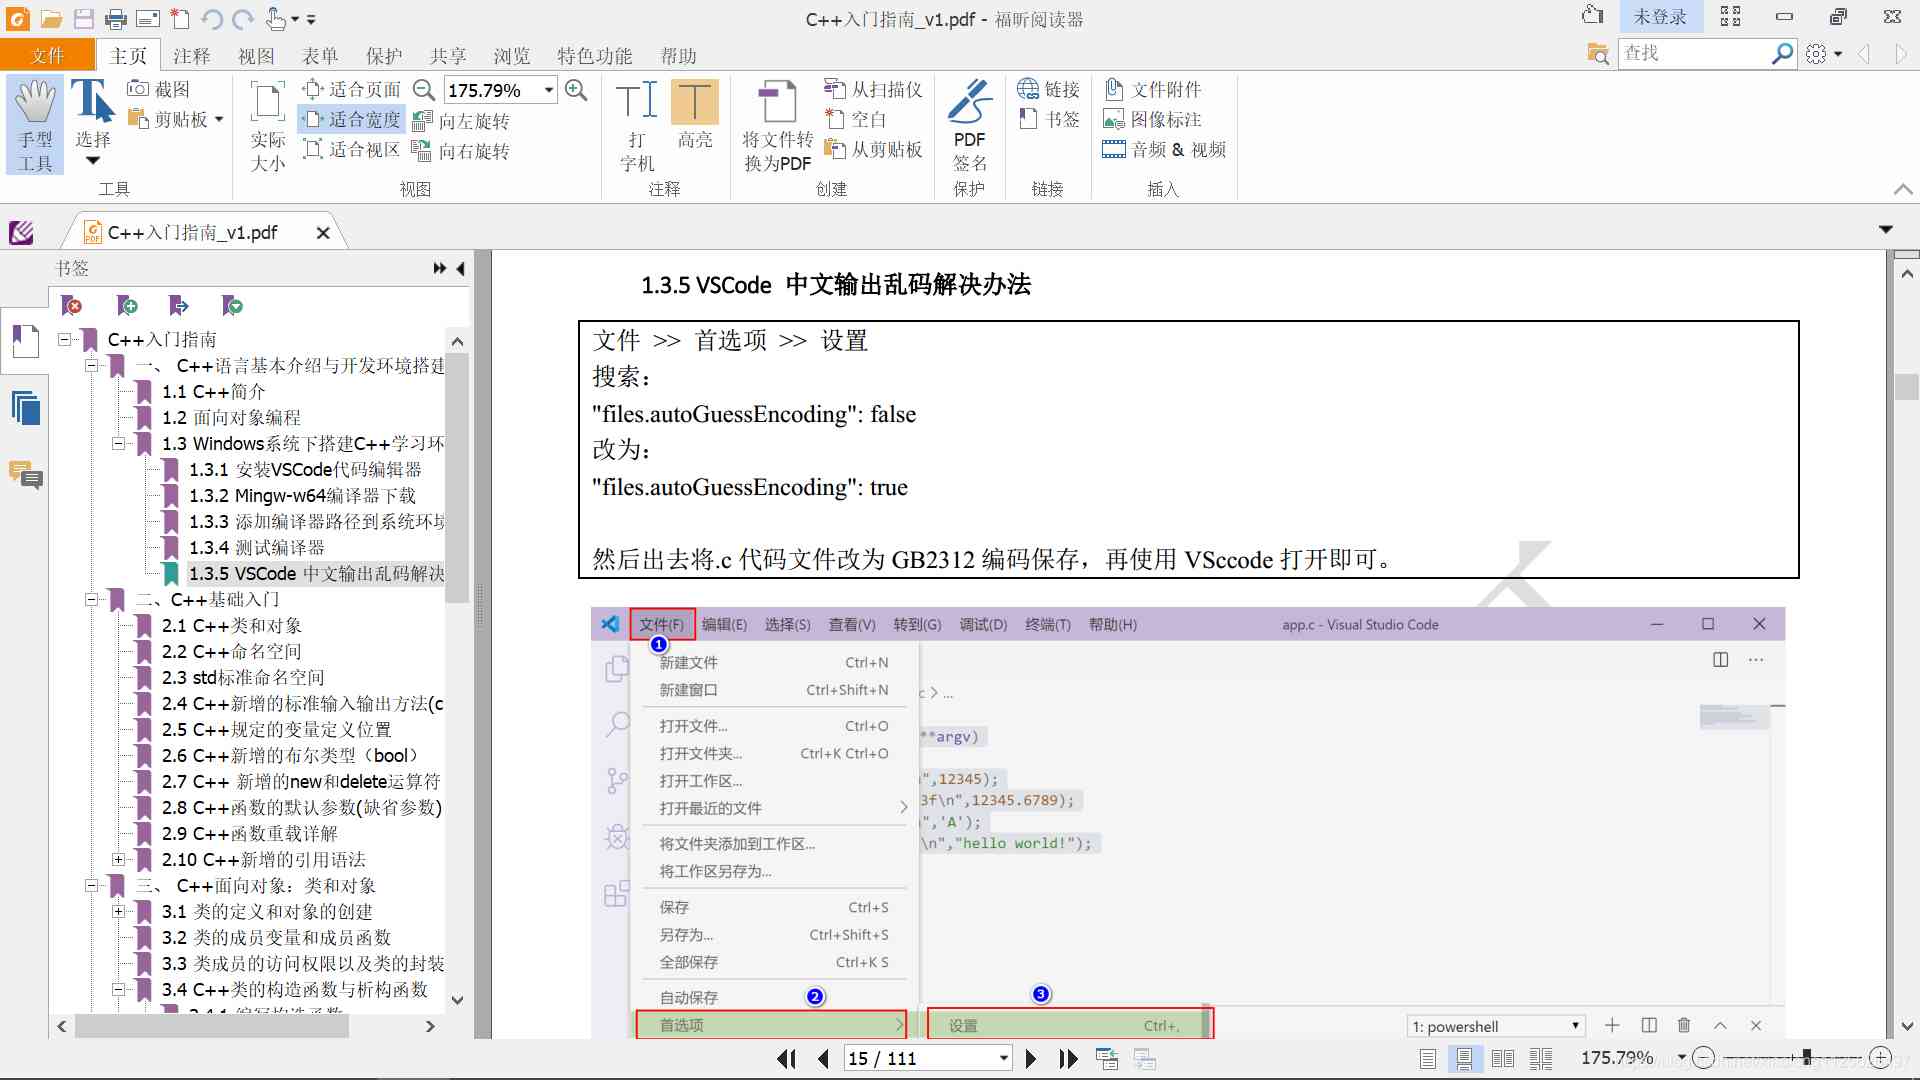 C++入门指南_v1.pdf - 福昕阅读器
未登录
文件 主页 注释 视图 表单 保护 共享 浏览 特色功能 帮助
查找
手型工具
选择
截图
剪贴板
工具
实际大小
适合页面
适合宽度
适合视区
175.79%
向左旋转
向右旋转
视图
打字机
高亮
注释
将文件转换为PDF
从扫描仪
空白
从剪贴板
创建
PDF签名
保护
链接
书签
链接
文件附件
图像标注
音频 & 视频
插入
C++入门指南_v1.pdf
书签
C++入门指南
一、 C++语言基本介绍与开发环境搭建
1.1 C++简介
1.2 面向对象编程
1.3 Windows系统下搭建C++学习环
1.3.1 安装VSCode代码编辑器
1.3.2 Mingw-w64编译器下载
1.3.3 添加编译器路径到系统环境
1.3.4 测试编译器
1.3.5 VSCode 中文输出乱码解决
二、C++基础入门
2.1 C++类和对象
2.2 C++命名空间
2.3 std标准命名空间
2.4 C++新增的标准输入输出方法(c
2.5 C++规定的变量定义位置
2.6 C++新增的布尔类型（bool）
2.7 C++ 新增的new和delete运算符
2.8 C++函数的默认参数(缺省参数)
2.9 C++函数重载详解
2.10 C++新增的引用语法
三、 C++面向对象：类和对象
3.1 类的定义和对象的创建
3.2 类的成员变量和成员函数
3.3 类成员的访问权限以及类的封装
3.4 C++类的构造函数与析构函数
1.3.5 VSCode 中文输出乱码解决办法
文件 >> 首选项 >> 设置
搜索：
"files.autoGuessEncoding": false
改为：
"files.autoGuessEncoding": true
然后出去将.c 代码文件改为 GB2312 编码保存，再使用 VSccode 打开即可。
文件(F) 编辑(E) 选择(S) 查看(V) 转到(G) 调试(D) 终端(T) 帮助(H) app.c - Visual Studio Code
1
新建文件 Ctrl+N
新建窗口 Ctrl+Shift+N
c > ...
打开文件... Ctrl+O
**argv)
打开文件夹... Ctrl+K Ctrl+O
打开工作区... ",12345);
3f\n",12345.6789);
打开最近的文件
",'A');
将文件夹添加到工作区... \n","hello world!");
将工作区另存为...
保存 Ctrl+S
另存为... Ctrl+Shift+S
全部保存 Ctrl+K S
自动保存
2
3
首选项
设置 Ctrl+,
1: powershell
15 / 111
175.79%